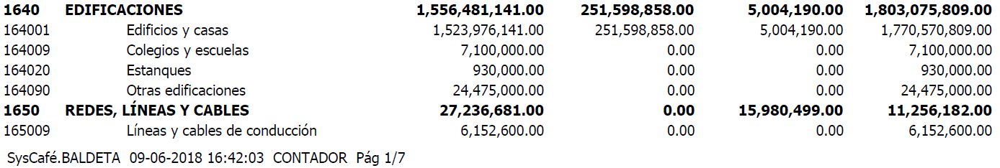 1640 EDIFICACIONES 1,556,481,141.00 251,598,858.00 5,004,190.00 1,803,075,809.00
164001 Edificios y casas 1,523,976,141.00 251,598,858.00 5,004,190.00 1,770,570,809.00
164009 Colegios y escuelas 7,100,000.00 0.00 0.00 7,100,000.00
164020 Estanques 930,000.00 0.00 0.00 930,000.00
164090 Otras edificaciones 24,475,000.00 0.00 0.00 24,475,000.00
1650 REDES, LÍNEAS Y CABLES 27,236,681.00 0.00 15,980,499.00 11,256,182.00
165009 Líneas y cables de conducción 6,152,600.00 0.00 0.00 6,152,600.00
SysCafé.BALDETA 09-06-2018 16:42:03 CONTADOR Pág 1/7